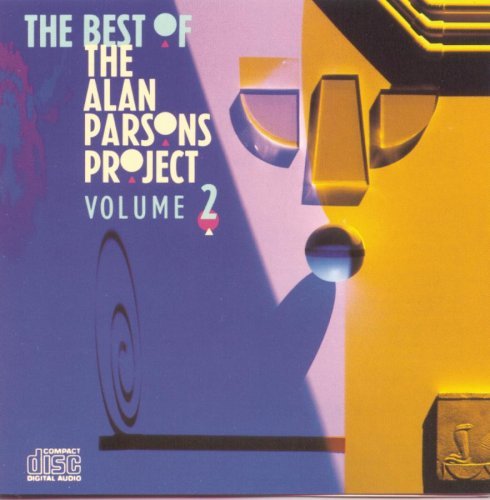 THE BEST OF
THE
ALAN
PARSONS
PROJECT
VOLUME 2
COMPACT
disc
DIGITAL AUDIO